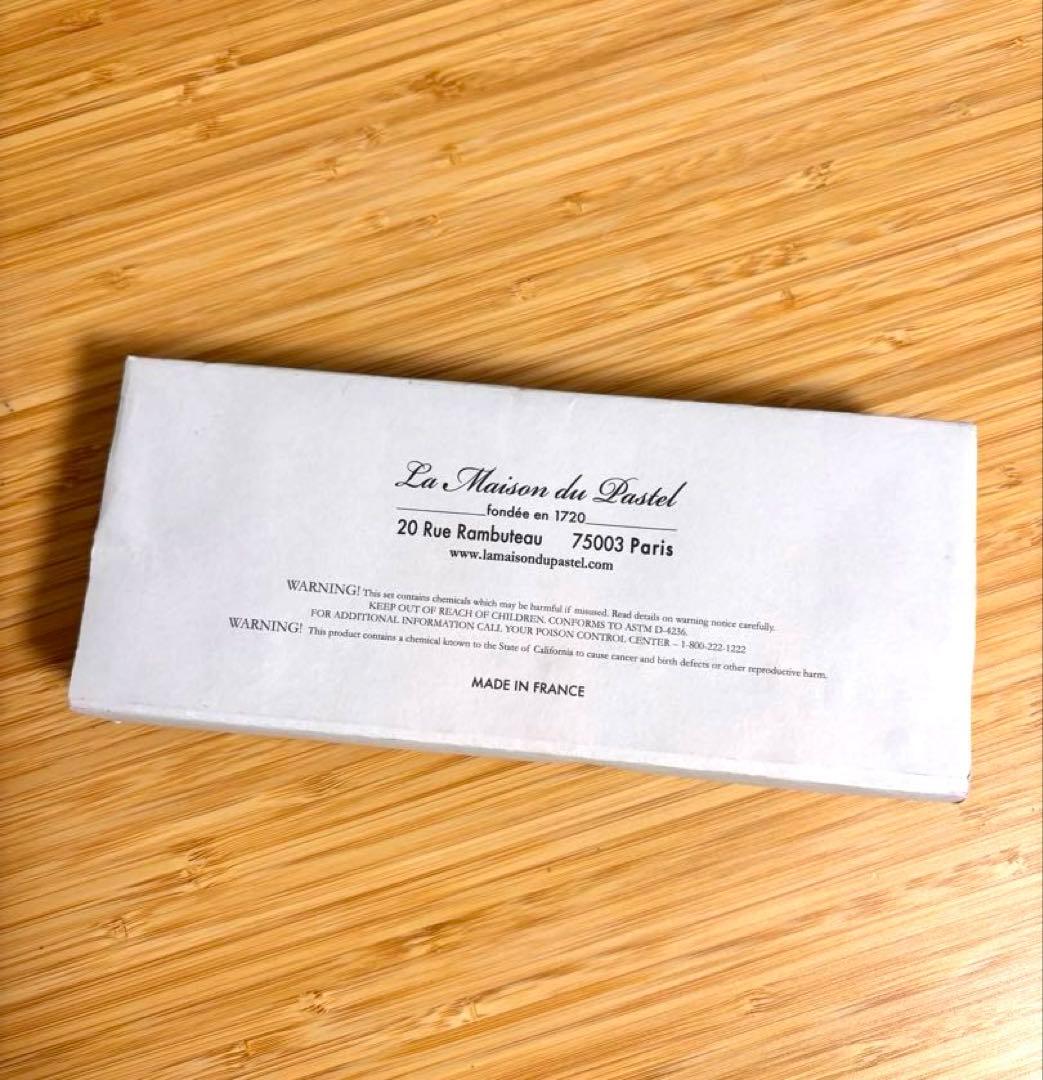 La Maison du Pastel
fondée en 1720
20 Rue Rambuteau 75003 Paris
www.lamaisondupastel.com
WARNING! This set contains chemicals which may be harmful if misused. Read details on warning notice carefully.
KEEP OUT OF REACH OF CHILDREN. CONFORMS TO ASTM D-4236.
FOR ADDITIONAL INFORMATION CALL YOUR POISON CONTROL CENTER – 1-800-222-1222
WARNING! This product contains a chemical known to the State of California to cause cancer and birth defects or other reproductive harm.
MADE IN FRANCE